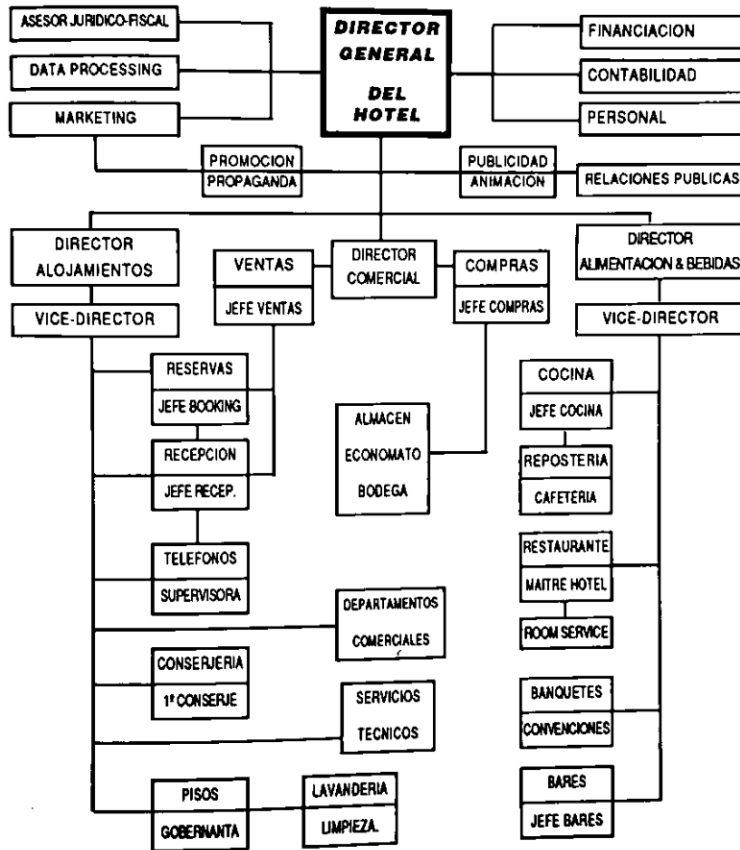 ASESOR JURIDICO-FISCAL
DATA PROCESSING
MARKETING
DIRECTOR
GENERAL
DEL
HOTEL
FINANCIACION
CONTABILIDAD
PERSONAL
PROMOCION
PROPAGANDA
PUBLICIDAD
ANIMACIÓN
RELACIONES PUBLICAS
DIRECTOR
ALOJAMIENTOS
VICE-DIRECTOR
VENTAS
JEFE VENTAS
DIRECTOR
COMERCIAL
COMPRAS
JEFE COMPRAS
DIRECTOR
ALIMENTACION & BEBIDAS
VICE-DIRECTOR
RESERVAS
JEFE BOOKING
RECEPCION
JEFE RECEP.
TELEFONOS
SUPERVISORA
CONSERJERIA
1º CONSERJE
PISOS
GOBERNANTA
LAVANDERIA
LIMPIEZA.
ALMACEN
ECONOMATO
BODEGA
DEPARTAMENTOS
COMERCIALES
SERVICIOS
TECNICOS
COCINA
JEFE COCINA
REPOSTERIA
CAFETERIA
RESTAURANTE
MAITRE HOTEL
ROOM SERVICE
BANQUETES
CONVENCIONES
BARES
JEFE BARES